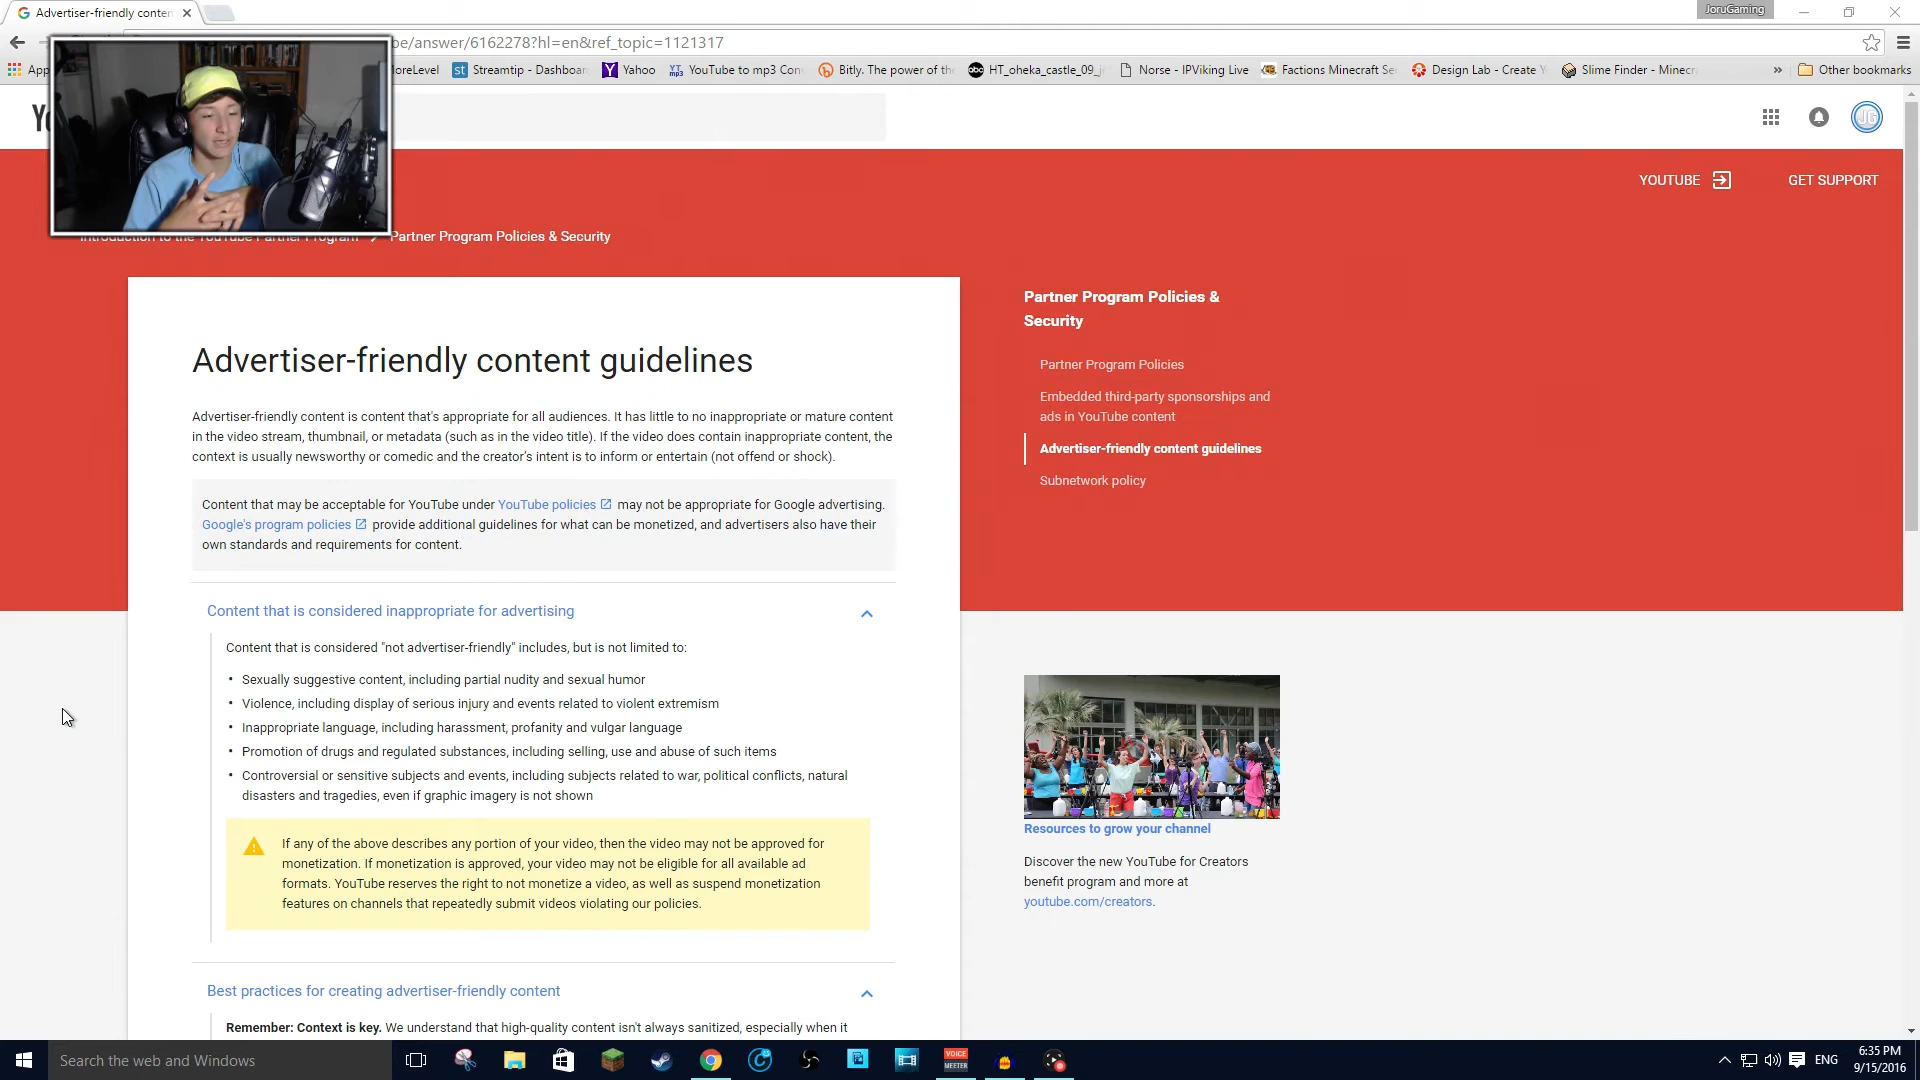 Advertiser-friendly conten
JoruGaming
be/answer/6162278?hl=en&ref_topic=1121317
App
MoreLevel
Streamtip - Dashboar
Yahoo
YouTube to mp3 Con
Bitly. The power of the
HT_oheka_castle_09_j
Norse - IPViking Live
Factions Minecraft Se
Design Lab - Create Y
Slime Finder - Minecra
» Other bookmarks
JG
YOUTUBE
GET SUPPORT
Introduction to the YouTube Partner Program > Partner Program Policies & Security
Advertiser-friendly content guidelines
Advertiser-friendly content is content that's appropriate for all audiences. It has little to no inappropriate or mature content
in the video stream, thumbnail, or metadata (such as in the video title). If the video does contain inappropriate content, the
context is usually newsworthy or comedic and the creator's intent is to inform or entertain (not offend or shock).
Content that may be acceptable for YouTube under YouTube policies may not be appropriate for Google advertising.
Google's program policies provide additional guidelines for what can be monetized, and advertisers also have their
own standards and requirements for content.
Content that is considered inappropriate for advertising
Content that is considered "not advertiser-friendly" includes, but is not limited to:
• Sexually suggestive content, including partial nudity and sexual humor
• Violence, including display of serious injury and events related to violent extremism
• Inappropriate language, including harassment, profanity and vulgar language
• Promotion of drugs and regulated substances, including selling, use and abuse of such items
• Controversial or sensitive subjects and events, including subjects related to war, political conflicts, natural
disasters and tragedies, even if graphic imagery is not shown
If any of the above describes any portion of your video, then the video may not be approved for
monetization. If monetization is approved, your video may not be eligible for all available ad
formats. YouTube reserves the right to not monetize a video, as well as suspend monetization
features on channels that repeatedly submit videos violating our policies.
Best practices for creating advertiser-friendly content
Remember: Context is key. We understand that high-quality content isn't always sanitized, especially when it
Partner Program Policies &
Security
Partner Program Policies
Embedded third-party sponsorships and
ads in YouTube content
Advertiser-friendly content guidelines
Subnetwork policy
Resources to grow your channel
Discover the new YouTube for Creators
benefit program and more at
youtube.com/creators.
Search the web and Windows
VOICE
MEETER
ENG
6:35 PM
9/15/2016